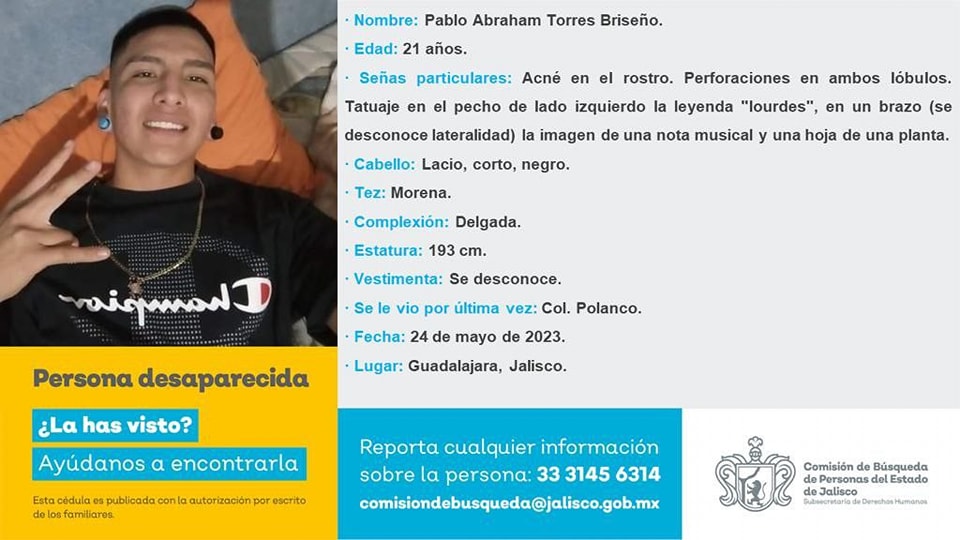 Champion
Persona desaparecida
¿La has visto?
Ayúdanos a encontrarla
Esta cédula es publicada con la autorización por escrito
de los familiares.
· Nombre: Pablo Abraham Torres Briseño.
· Edad: 21 años.
· Señas particulares: Acné en el rostro. Perforaciones en ambos lóbulos.
Tatuaje en el pecho de lado izquierdo la leyenda "lourdes", en un brazo (se
desconoce lateralidad) la imagen de una nota musical y una hoja de una planta.
· Cabello: Lacio, corto, negro.
· Tez: Morena.
· Complexión: Delgada.
· Estatura: 193 cm.
· Vestimenta: Se desconoce.
· Se le vio por última vez: Col. Polanco.
· Fecha: 24 de mayo de 2023.
· Lugar: Guadalajara, Jalisco.
Reporta cualquier información
sobre la persona: 33 3145 6314
comisiondebusqueda@jalisco.gob.mx
Comisión de Búsqueda
de Personas del Estado
de Jalisco
Subsecretaría de Derechos Humanos